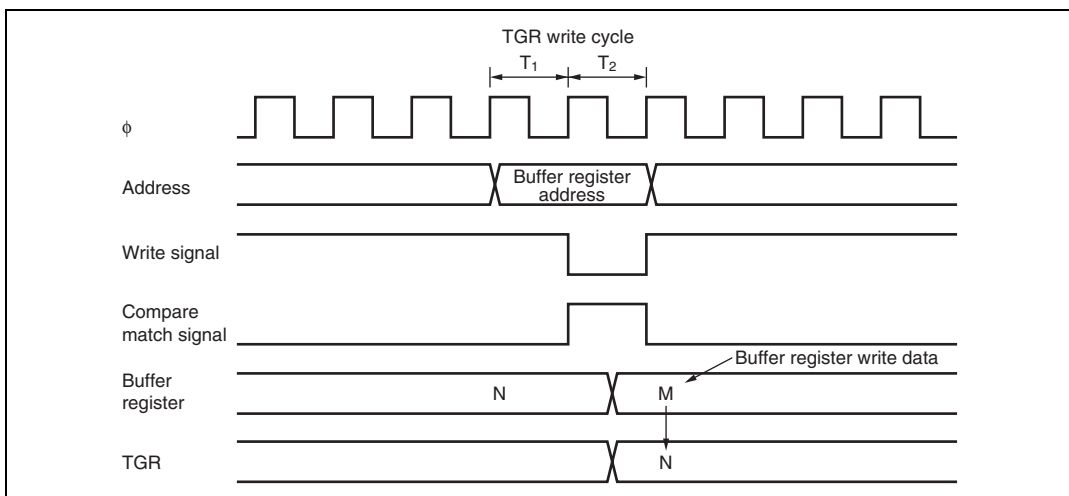 TGR write cycle
T1 T2
ϕ
Address
Buffer register
address
Write signal
Compare
match signal
Buffer register write data
Buffer
register
N M
TGR
N